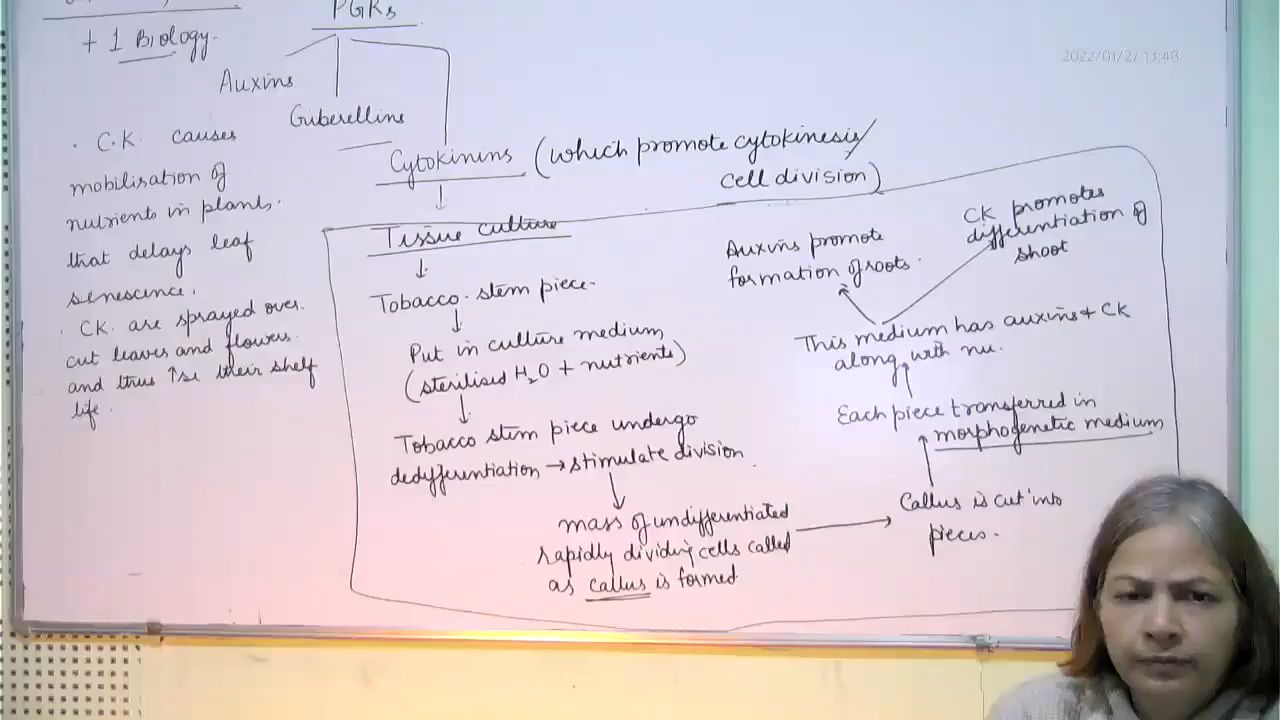 PGRs
+ 1 Biology.
2022/01/27 13:48
Auxins
Gibberellins
Cytokinins (which promote cytokinesis/
cell division)
. C.K. causes
mobilisation of
nutrients in plants.
that delays leaf
senescence.
. CK. are sprayed over.
cut leaves and flowers.
and thus ↑se their shelf
life.
Tissue culture
↓
Tobacco. stem piece.
↓
Put in culture medium
(sterilised H₂O + nutrients)
↓
Tobacco stem piece undergo
dedifferentiation → stimulate division
↓
mass of undifferentiated
rapidly dividing cells called
as callus is formed
→
Callus is cut into
pieces.
Each piece transferred in
morphogenetic medium
This medium has auxins + CK
along with nu.
Auxins promote
formation of roots.
CK promotes
differentiation of
shoot